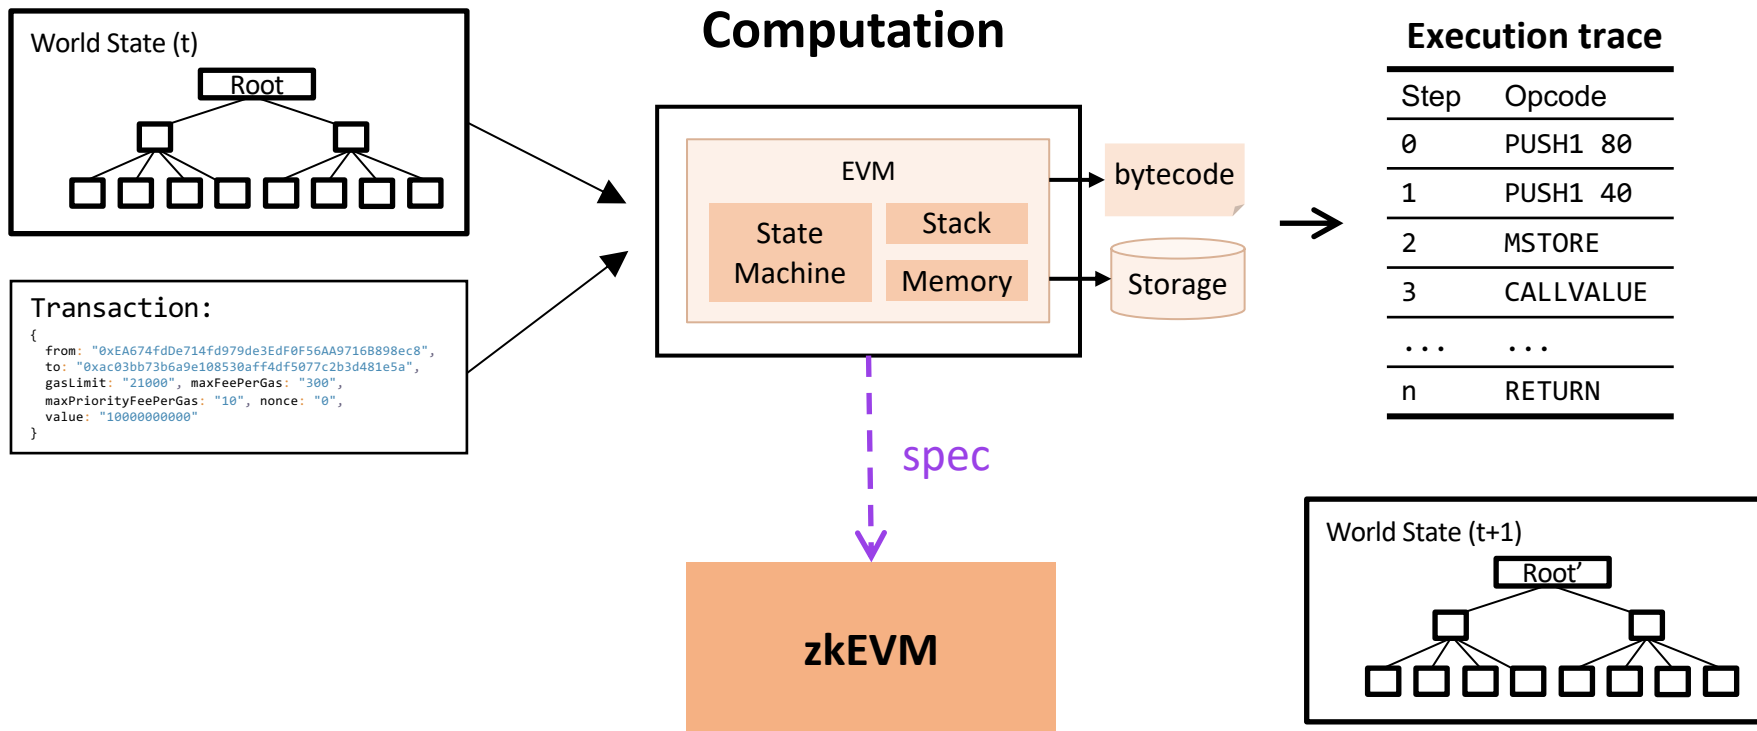 World State (t)
Root
Transaction:
{
from: "0xEA674fdDe714fd979de3EdF0F56AA9716B898ec8",
to: "0xac03bb73b6a9e108530aff4df5077c2b3d481e5a",
gasLimit: "21000", maxFeePerGas: "300",
maxPriorityFeePerGas: "10", nonce: "0",
value: "10000000000"
}
Computation
EVM
State
Machine
Stack
Memory
bytecode
Storage
spec
zkEVM
Execution trace
Step Opcode
0 PUSH1 80
1 PUSH1 40
2 MSTORE
3 CALLVALUE
... ...
n RETURN
World State (t+1)
Root’